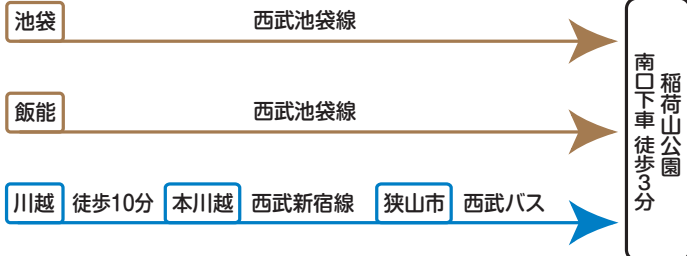 池袋 西武池袋線
飯能 西武池袋線
川越 徒歩10分 本川越 西武新宿線 狭山市 西武バス
稲荷山公園
南口下車 徒歩3分